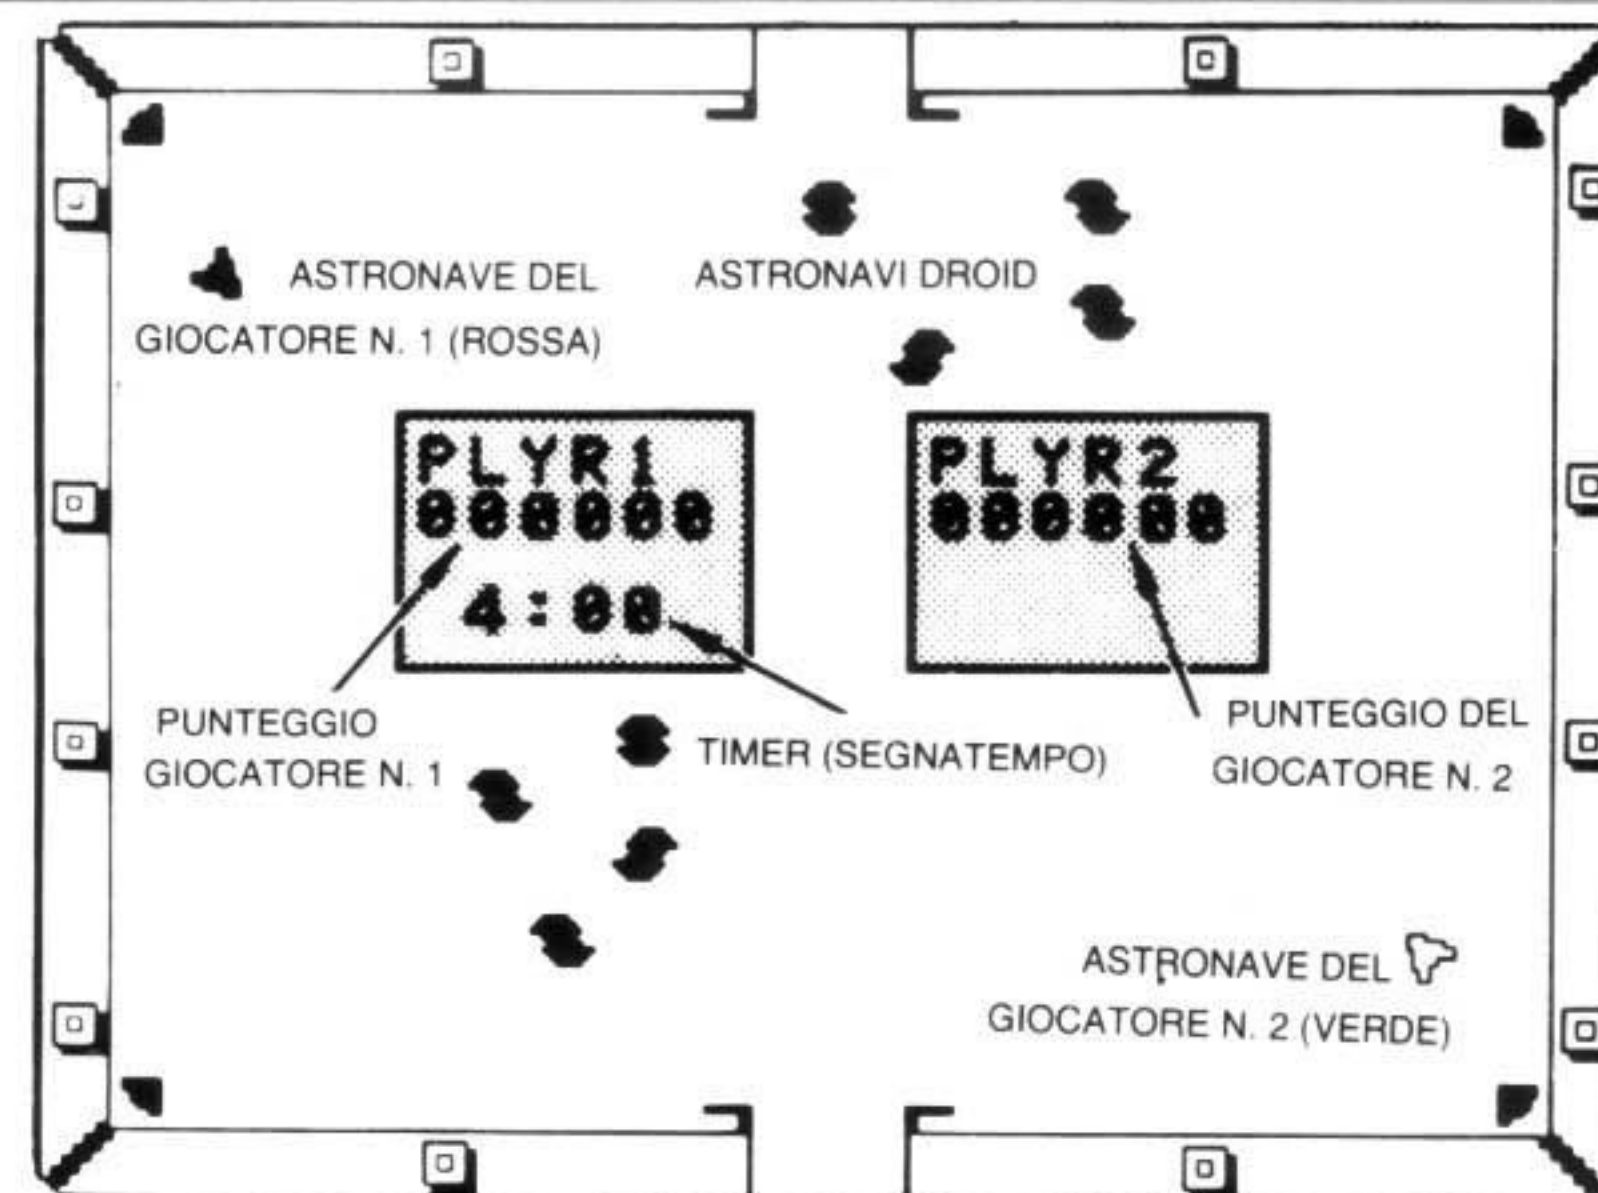 ASTRONAVE DEL
GIOCATORE N. 1 (ROSSA)
ASTRONAVI DROID
PLYR1
000000
4:00
PLYR2
000000
PUNTEGGIO
GIOCATORE N. 1
TIMER (SEGNATEMPO)
PUNTEGGIO DEL
GIOCATORE N. 2
ASTRONAVE DEL
GIOCATORE N. 2 (VERDE)